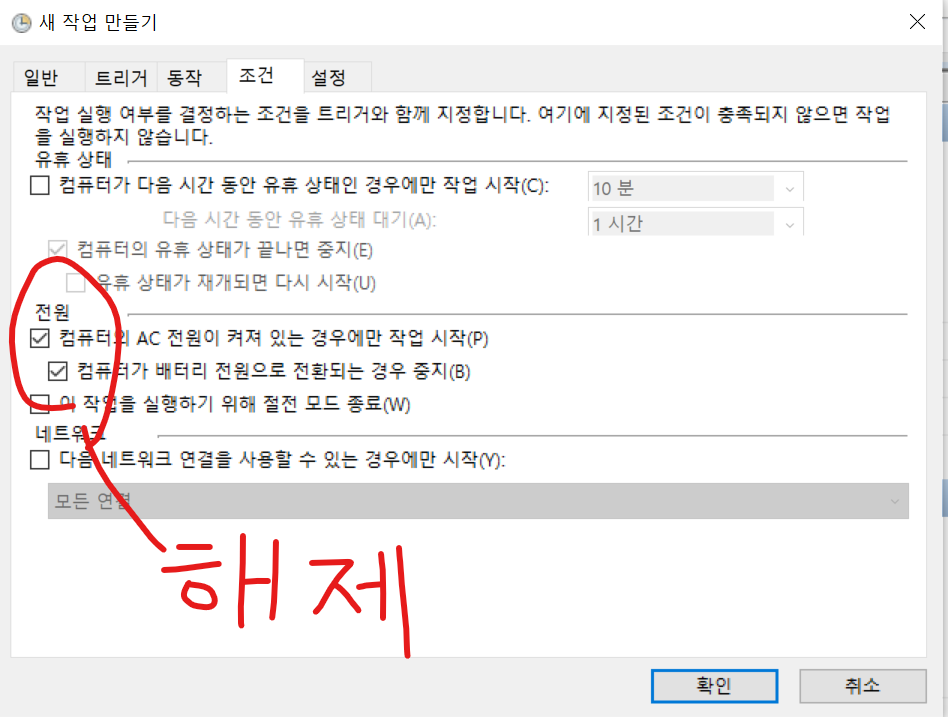 새 작업 만들기
일반 트리거 동작 조건 설정
작업 실행 여부를 결정하는 조건을 트리거와 함께 지정합니다. 여기에 지정된 조건이 충족되지 않으면 작업
을 실행하지 않습니다.
유휴 상태
컴퓨터가 다음 시간 동안 유휴 상태인 경우에만 작업 시작(C): 10 분
다음 시간 동안 유휴 상태 대기(A): 1 시간
컴퓨터의 유휴 상태가 끝나면 중지(E)
유휴 상태가 재개되면 다시 시작(U)
전원
컴퓨터의 AC 전원이 켜져 있는 경우에만 작업 시작(P)
컴퓨터가 배터리 전원으로 전환되는 경우 중지(B)
이 작업을 실행하기 위해 절전 모드 종료(W)
네트워크
다음 네트워크 연결을 사용할 수 있는 경우에만 시작(Y):
모든 연결
해제
확인 취소